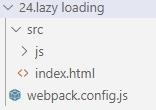 24.lazy loading
src
js
index.html
webpack.config.js